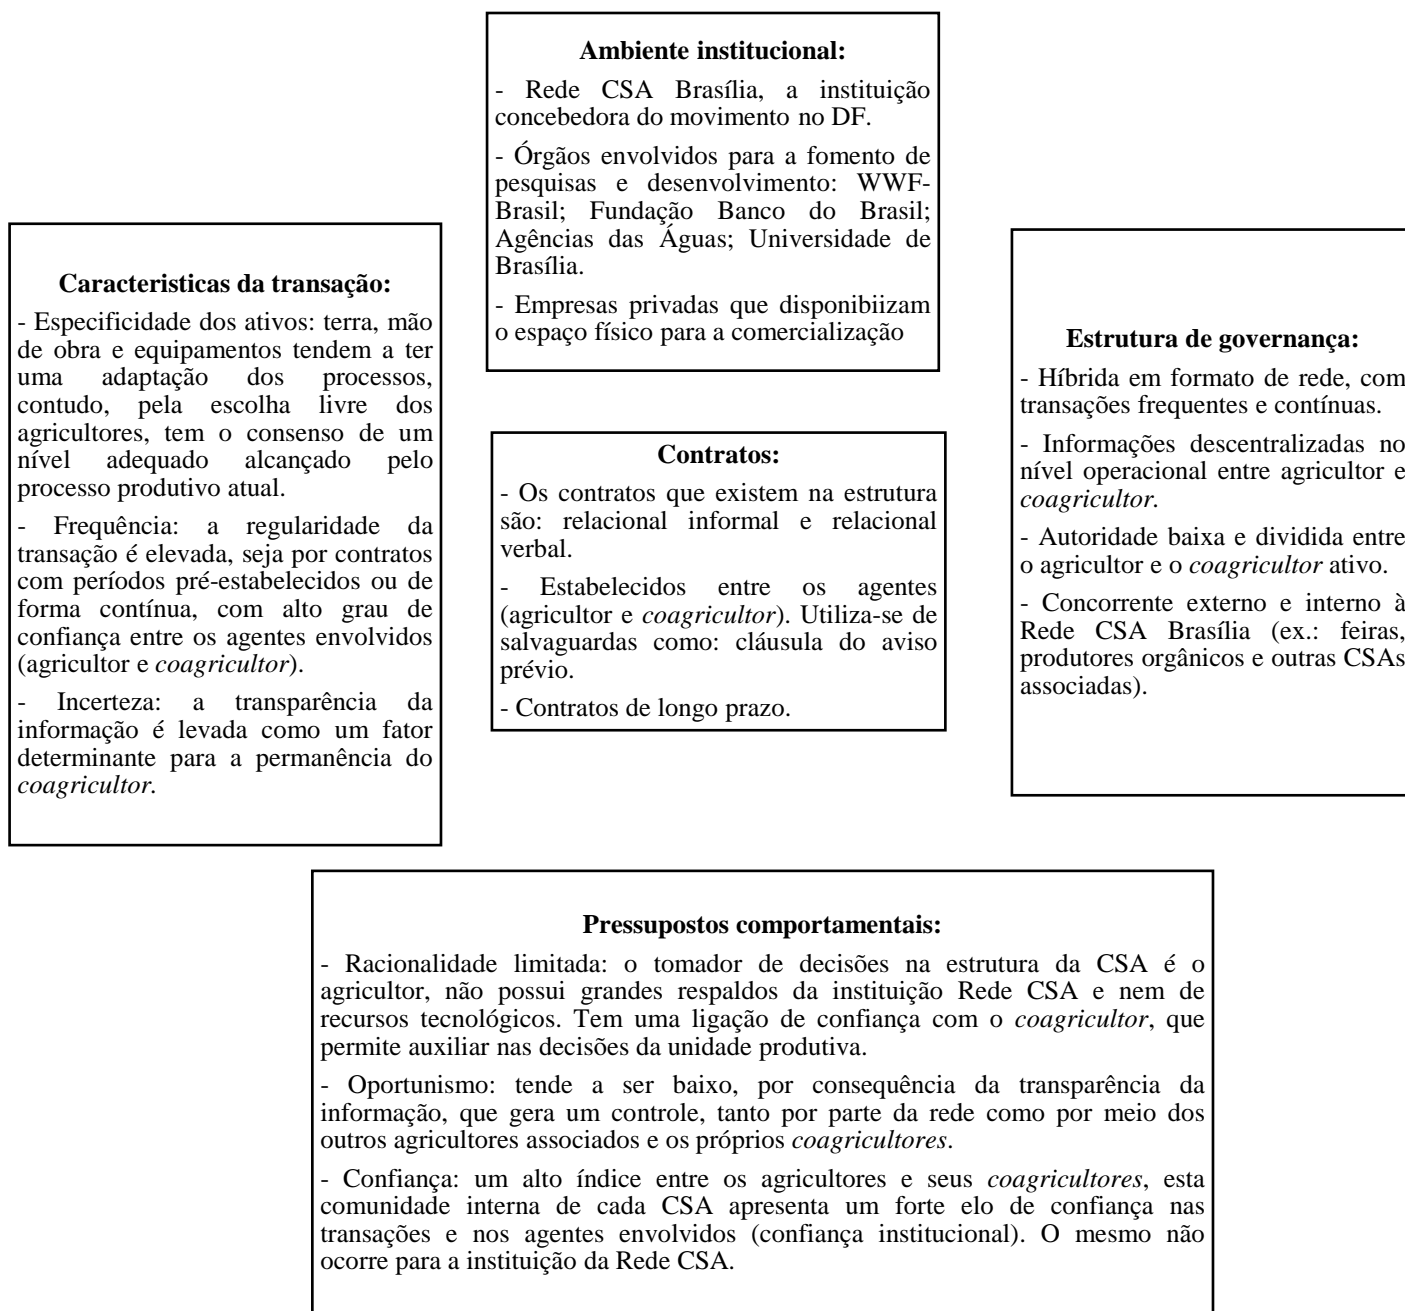 Ambiente institucional:
- Rede CSA Brasília, a instituição
concebedora do movimento no DF.
- Órgãos envolvidos para a fomento de
pesquisas e desenvolvimento: WWF-
Brasil; Fundação Banco do Brasil;
Agências das Águas; Universidade de
Brasília.
- Empresas privadas que disponibiizam
o espaço físico para a comercialização
Caracteristicas da transação:
- Especificidade dos ativos: terra, mão
de obra e equipamentos tendem a ter
uma adaptação dos processos,
contudo, pela escolha livre dos
agricultores, tem o consenso de um
nível adequado alcançado pelo
processo produtivo atual.
- Frequência: a regularidade da
transação é elevada, seja por contratos
com períodos pré-estabelecidos ou de
forma contínua, com alto grau de
confiança entre os agentes envolvidos
(agricultor e coagricultor).
- Incerteza: a transparência da
informação é levada como um fator
determinante para a permanência do
coagricultor.
Contratos:
- Os contratos que existem na estrutura
são: relacional informal e relacional
verbal.
- Estabelecidos entre os agentes
(agricultor e coagricultor). Utiliza-se de
salvaguardas como: cláusula do aviso
prévio.
- Contratos de longo prazo.
Estrutura de governança:
- Híbrida em formato de rede, com
transações frequentes e contínuas.
- Informações descentralizadas no
nível operacional entre agricultor e
coagricultor.
- Autoridade baixa e dividida entre
o agricultor e o coagricultor ativo.
- Concorrente externo e interno à
Rede CSA Brasília (ex.: feiras,
produtores orgânicos e outras CSAs
associadas).
Pressupostos comportamentais:
- Racionalidade limitada: o tomador de decisões na estrutura da CSA é o
agricultor, não possui grandes respaldos da instituição Rede CSA e nem de
recursos tecnológicos. Tem uma ligação de confiança com o coagricultor, que
permite auxiliar nas decisões da unidade produtiva.
- Oportunismo: tende a ser baixo, por consequência da transparência da
informação, que gera um controle, tanto por parte da rede como por meio dos
outros agricultores associados e os próprios coagricultores.
- Confiança: um alto índice entre os agricultores e seus coagricultores, esta
comunidade interna de cada CSA apresenta um forte elo de confiança nas
transações e nos agentes envolvidos (confiança institucional). O mesmo não
ocorre para a instituição da Rede CSA.